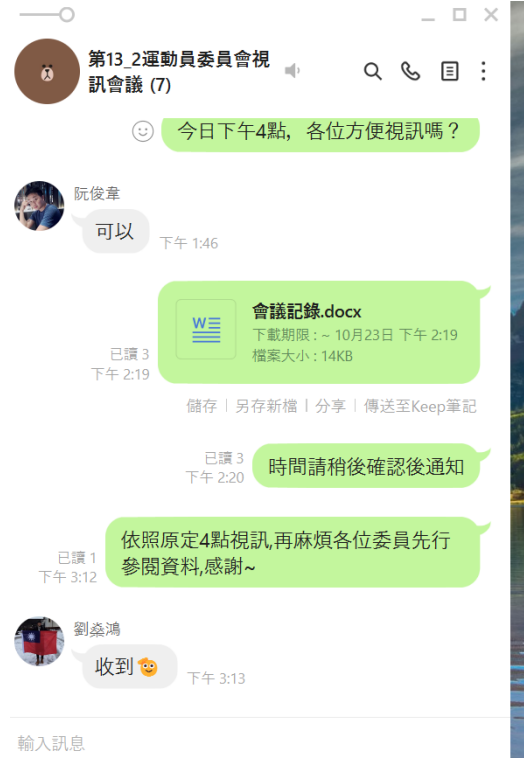 第13_2運動員委員會視
訊會議 (7)
今日下午4點，各位方便視訊嗎？
阮俊韋
可以
下午 1:46
會議記錄.docx
下載期限 : ~ 10月23日 下午 2:19
檔案大小 : 14KB
已讀 3
下午 2:19
儲存 | 另存新檔 | 分享 | 傳送至Keep筆記
已讀 3
下午 2:20
時間請稍後確認後通知
依照原定4點視訊,再麻煩各位委員先行
參閱資料,感謝~
已讀 1
下午 3:12
劉燊鴻
收到
下午 3:13
輸入訊息